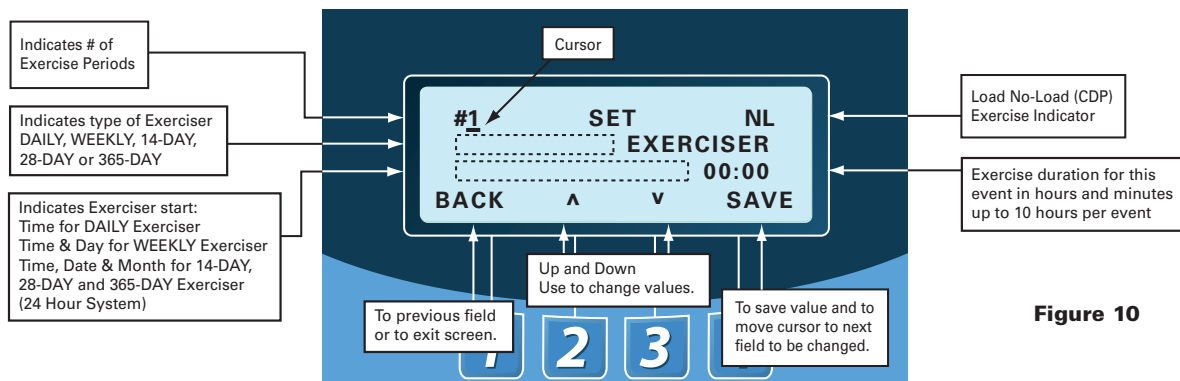 Indicates # of
Exercise Periods
Indicates type of Exerciser
DAILY, WEEKLY, 14-DAY,
28-DAY or 365-DAY
Indicates Exerciser start:
Time for DAILY Exerciser
Time & Day for WEEKLY Exerciser
Time, Date & Month for 14-DAY,
28-DAY and 365-DAY Exerciser
(24 Hour System)
Cursor
#1 SET NL
EXERCISER
00:00
BACK ∧ ∨ SAVE
Load No-Load (CDP)
Exercise Indicator
Exercise duration for this
event in hours and minutes
up to 10 hours per event
To previous field
or to exit screen.
Up and Down
Use to change values.
To save value and to
move cursor to next
field to be changed.
1 2 3
Figure 10